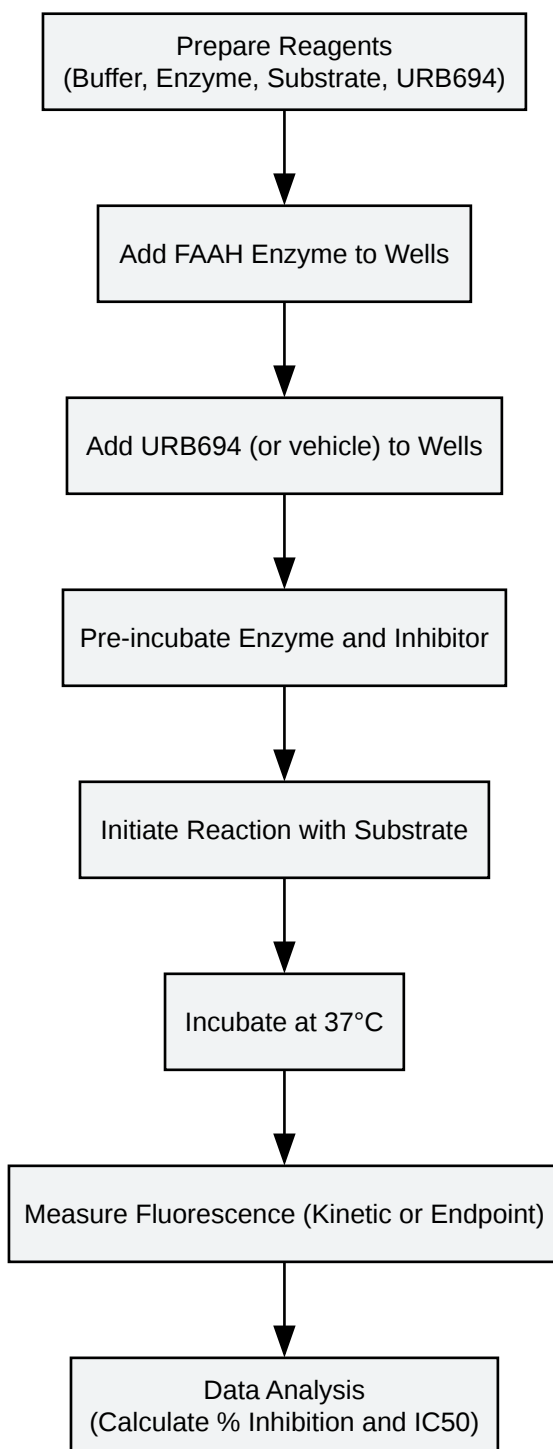 Prepare Reagents
(Buffer, Enzyme, Substrate, URB694)
Add FAAH Enzyme to Wells
Add URB694 (or vehicle) to Wells
Pre-incubate Enzyme and Inhibitor
Initiate Reaction with Substrate
Incubate at 37°C
Measure Fluorescence (Kinetic or Endpoint)
Data Analysis
(Calculate % Inhibition and IC50)